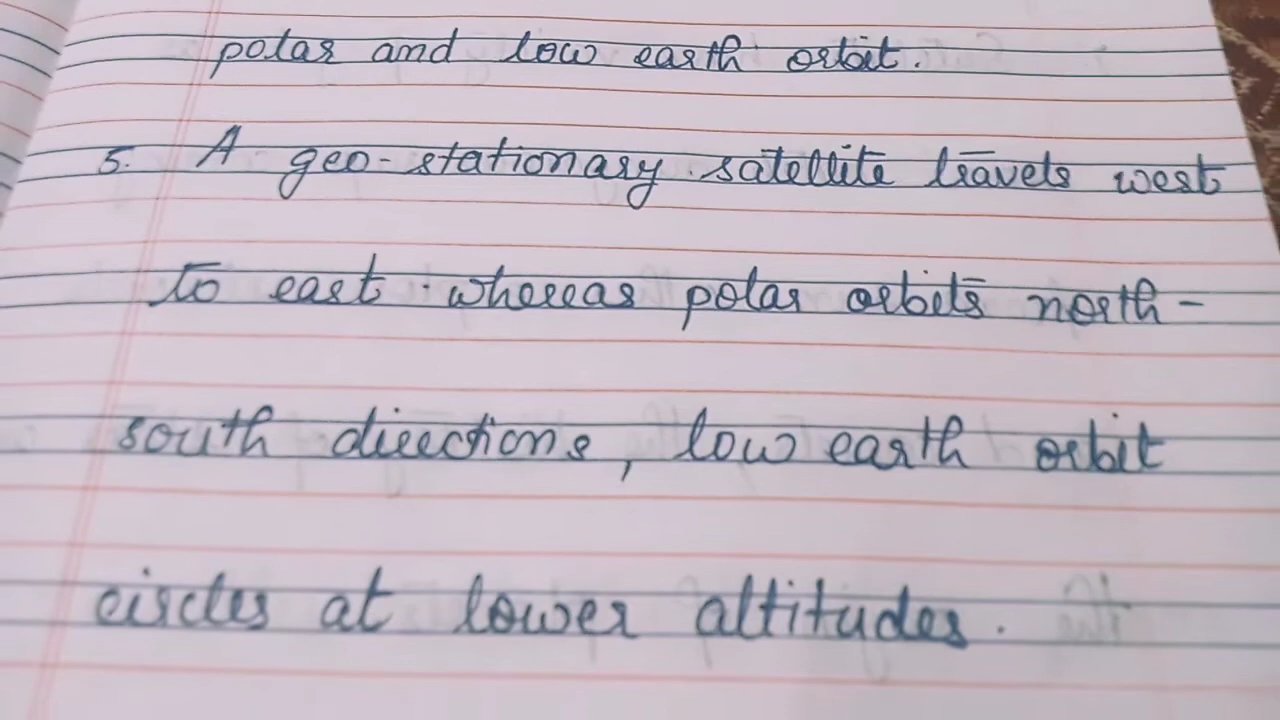 polar and low earth orbit.
5. A geo-stationary satellite travels west
to east whereas polar orbits north-
south directions, low earth orbit
circles at lower altitudes.